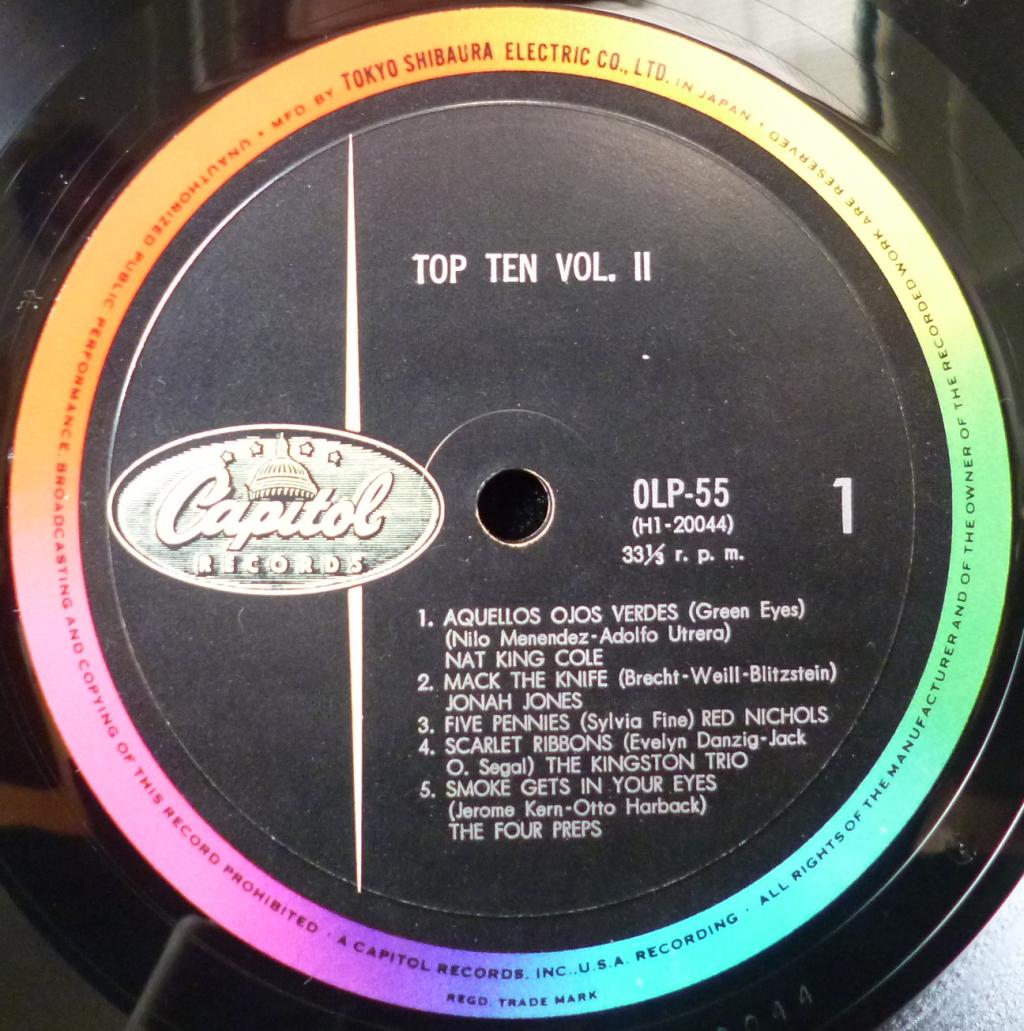 MFD BY TOKYO SHIBAURA ELECTRIC CO., LTD. IN JAPAN •
ALL RIGHTS OF THE MANUFACTURER AND OF THE OWNER OF THE RECORDED WORK ARE RESERVED •
UNAUTHORIZED PUBLIC PERFORMANCE. BROADCASTING AND COPYING OF THIS RECORD PROHIBITED ·
A CAPITOL RECORDS, INC.,U.S.A. RECORDING ·
REGD. TRADE MARK
TOP TEN VOL. II
Capitol
RECORDS
OLP-55
(H1-20044)
33⅓ r. p. m.
1
1. AQUELLOS OJOS VERDES (Green Eyes)
(Nilo Menendez-Adolfo Utrera)
NAT KING COLE
2. MACK THE KNIFE (Brecht-Weill-Blitzstein)
JONAH JONES
3. FIVE PENNIES (Sylvia Fine) RED NICHOLS
4. SCARLET RIBBONS (Evelyn Danzig-Jack
O. Segal) THE KINGSTON TRIO
5. SMOKE GETS IN YOUR EYES
(Jerome Kern-Otto Harback)
THE FOUR PREPS